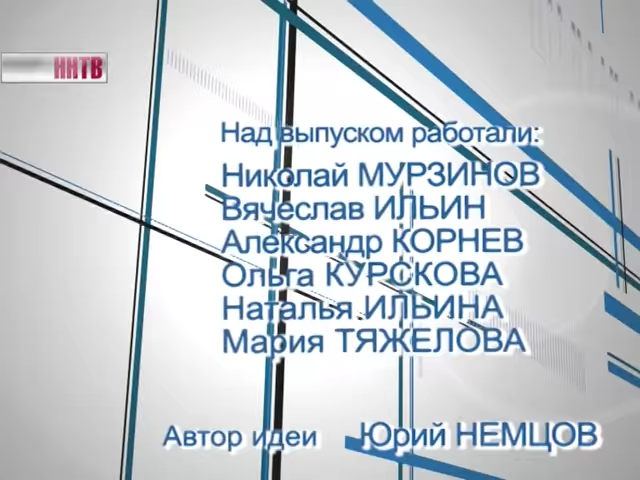 ННТВ
Над выпуском работали:
Николай МУРЗИНОВ
Вячеслав ИЛЬИН
Александр КОРНЕВ
Ольга КУРСКОВА
Наталья ИЛЬИНА
Мария ТЯЖЕЛОВА
Автор идеи Юрий НЕМЦОВ